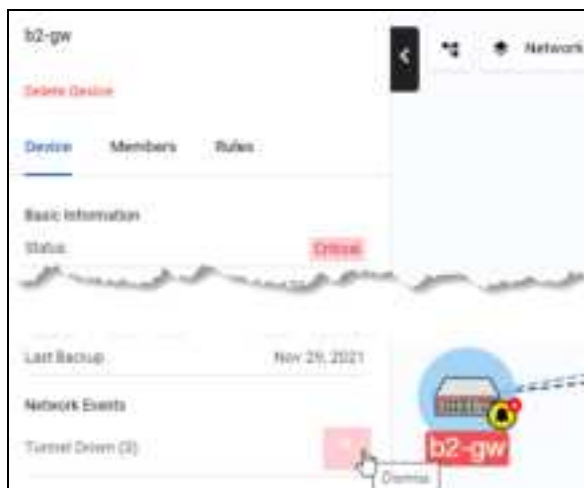 b2-gw
Network
Delete Device
Device Members Rules
Basic Information
Status Critical
Last Backup Nov 29, 2021
Network Events
Tunnel Down (3)
b2-gw
Dismiss